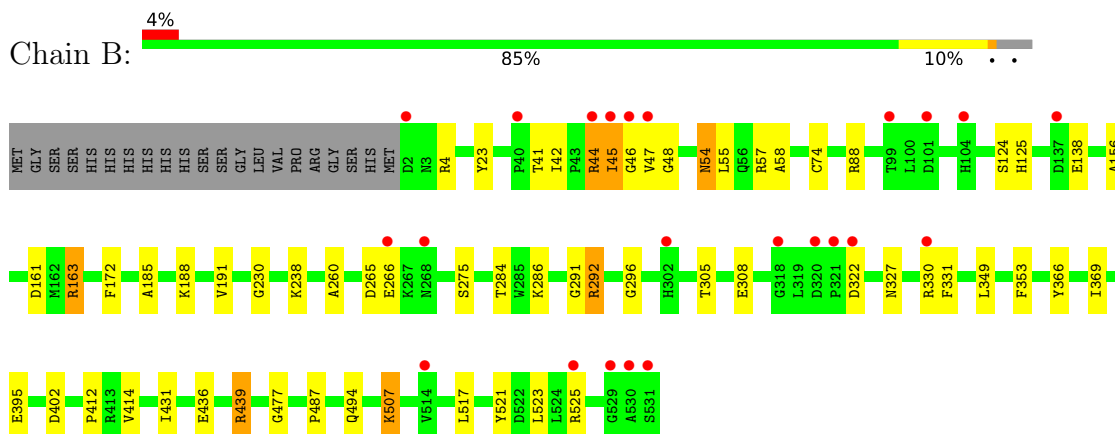 4%
Chain B:
85% 10% • •
MET GLY SER SER HIS HIS HIS HIS HIS HIS SER SER GLY LEU VAL PRO ARG GLY SER HIS MET D2 N3 R4 Y23 P40 T41 I42 P43 R44 I45 G46 V47 G48 N54 L55 Q56 R57 A58 C74 R88 T99 L100 D101 H104 S124 H125 D137 E138 A156
D161 M162 R163 F172 A185 K188 V191 G230 K238 A260 D265 E266 K267 N268 S275 T284 W285 K286 G291 R292 G296 H302 T305 E308 G318 L319 D320 P321 D322 N327 R330 F331 L349 F353 Y366 I369
E395 D402 P412 R413 V414 I431 E436 R439 G477 P487 Q494 K507 V514 L517 Y521 D522 L523 L524 R525 G529 A530 S531